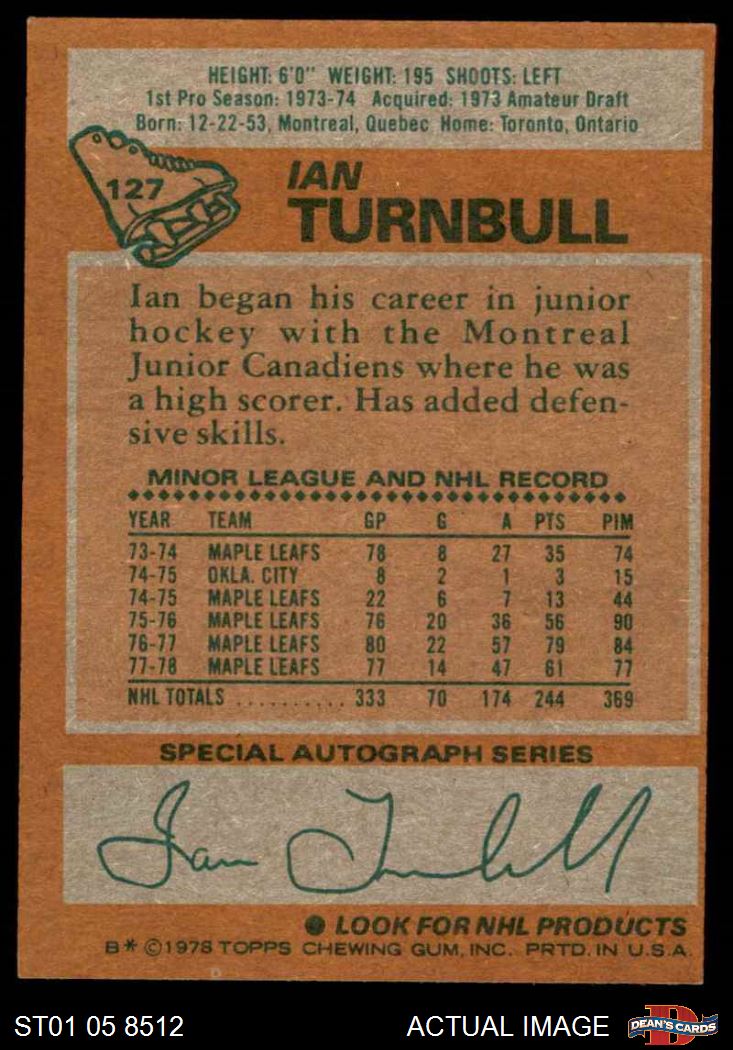 HEIGHT: 6'0" WEIGHT: 195 SHOOTS: LEFT
1st Pro Season: 1973-74 Acquired: 1973 Amateur Draft
Born: 12-22-53, Montreal, Quebec Home: Toronto, Ontario
127
IAN
TURNBULL
Ian began his career in junior
hockey with the Montreal
Junior Canadiens where he was
a high scorer. Has added defen-
sive skills.
MINOR LEAGUE AND NHL RECORD
YEAR TEAM GP G A PTS PIM
73-74 MAPLE LEAFS 78 8 27 35 74
74-75 OKLA. CITY 8 2 1 3 15
74-75 MAPLE LEAFS 22 6 7 13 44
75-76 MAPLE LEAFS 76 20 36 56 90
76-77 MAPLE LEAFS 80 22 57 79 84
77-78 MAPLE LEAFS 77 14 47 61 77
NHL TOTALS .......... 333 70 174 244 369
SPECIAL AUTOGRAPH SERIES
Ian Turnbull
LOOK FOR NHL PRODUCTS
B* ©1978 TOPPS CHEWING GUM, INC. PRTD. IN U.S.A.
ST01 05 8512 ACTUAL IMAGE DEAN'S CARDS